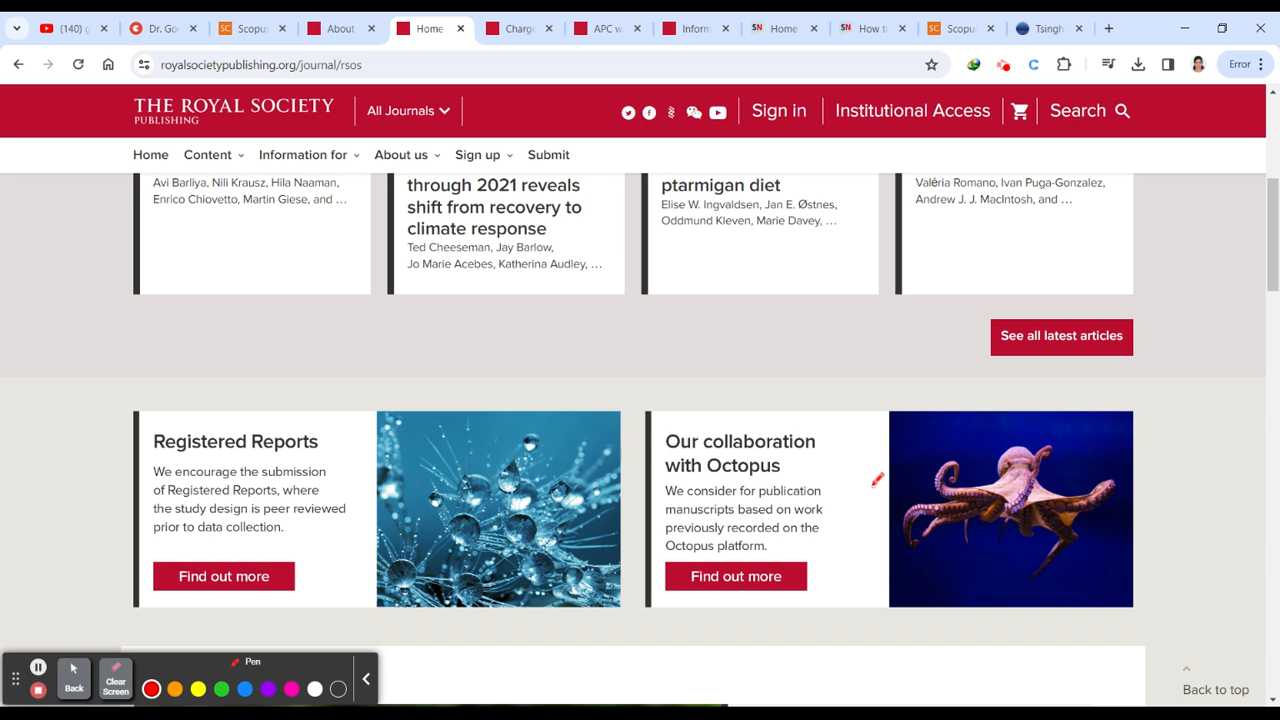 (140) g
Dr. Go
Scopu
About
Home
Charg
APC w
Inform
Home
How to
Scopu
Tsingh
royalsocietypublishing.org/journal/rsos
Error
THE ROYAL SOCIETY
PUBLISHING
All Journals
Sign in
Institutional Access
Search
Home
Content
Information for
About us
Sign up
Submit
Avi Barliya, Nili Krausz, Hila Naaman,
Enrico Chiovetto, Martin Giese, and …
through 2021 reveals
shift from recovery to
climate response
Ted Cheeseman, Jay Barlow,
Jo Marie Acebes, Katherina Audley, …
ptarmigan diet
Elise W. Ingvaldsen, Jan E. Østnes,
Oddmund Kleven, Marie Davey, …
Valéria Romano, Ivan Puga-Gonzalez,
Andrew J. J. MacIntosh, and …
See all latest articles
Registered Reports
We encourage the submission
of Registered Reports, where
the study design is peer reviewed
prior to data collection.
Find out more
Our collaboration
with Octopus
We consider for publication
manuscripts based on work
previously recorded on the
Octopus platform.
Find out more
Back
Clear
Screen
Pen
Back to top